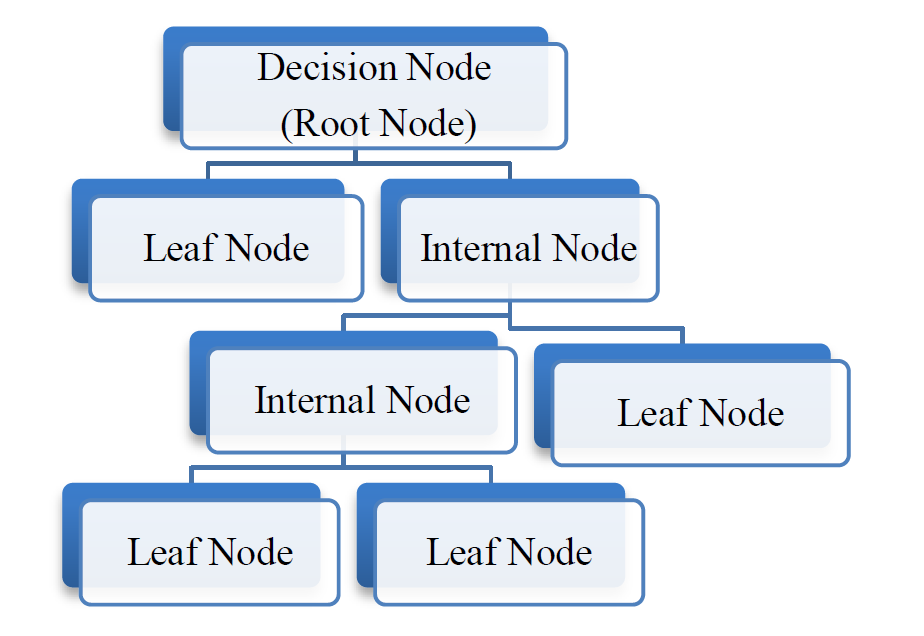 Decision Node
(Root Node)
Leaf Node
Internal Node
Internal Node
Leaf Node
Leaf Node
Leaf Node